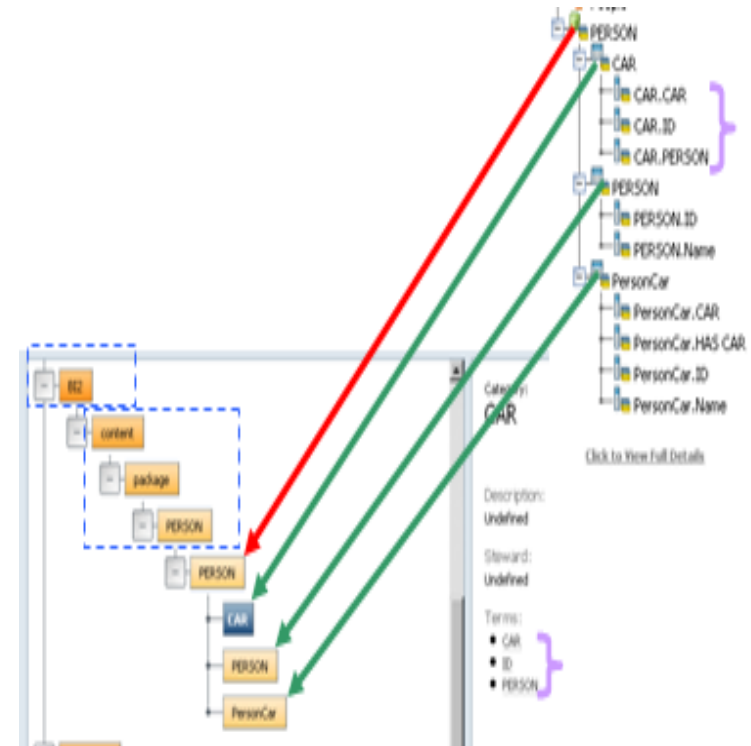 PERSON
CAR
CAR.CAR
CAR.ID
CAR.PERSON
PERSON
PERSON.ID
PERSON.Name
PersonCar
PersonCar.CAR
PersonCar.HAS CAR
PersonCar.ID
PersonCar.Name
content
package
PERSON
PERSON
CAR
PERSON
PersonCar
Category:
CAR
Click to View Full Details
Description:
Undefined
Steward:
Undefined
Terms:
CAR
ID
PERSON